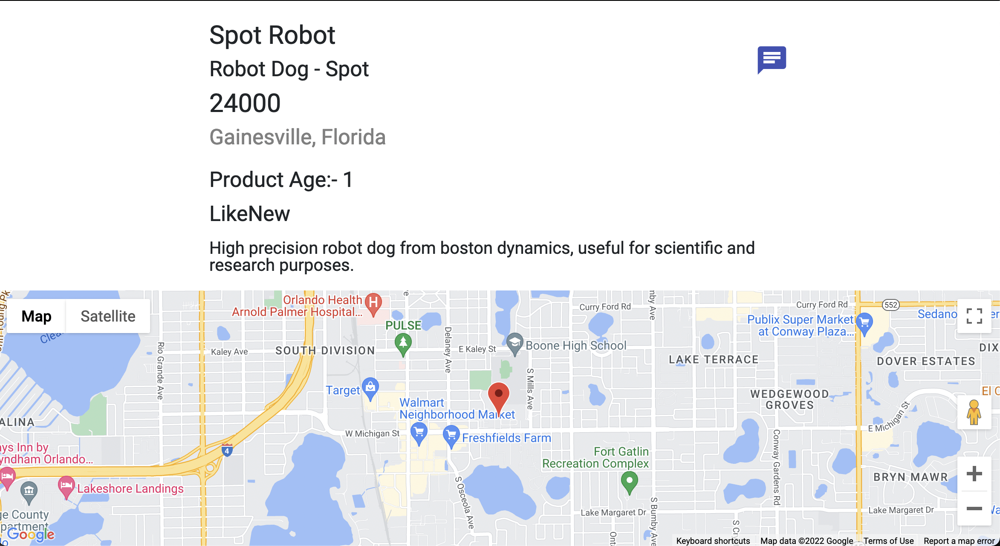 Spot Robot
Robot Dog - Spot
24000
Gainesville, Florida
Product Age:- 1
LikeNew
High precision robot dog from boston dynamics, useful for scientific and
research purposes.
Map
Satellite
Orlando Health
Arnold Palmer Hospital...
PULSE
Curry Ford Rd
Curry Ford Rd
552
Publix Super Market
at Conway Plaza...
Sedano
Kaley Ave
SOUTH DIVISION
Rio Grande Ave
Delaney Ave
E Kaley St
Boone High School
LAKE TERRACE
DOVER ESTATES
DIX
S Mills Ave
Target
Walmart
Neighborhood Market
WEDGEWOOD
GROVES
El C
ALINA
W Michigan St
Freshfields Farm
E Michigan St
4
ays Inn by
yndham Orlando...
Fort Gatlin
Recreation Complex
Conway Gardens Rd
Lakeshore Landings
BRYN MAWR
S Osceola Ave
S Bumby Ave
Lake Margaret Dr
Lake Margaret Dr
ge County
partment
Google
Keyboard shortcuts
Map data ©2022 Google
Terms of Use
Report a map error